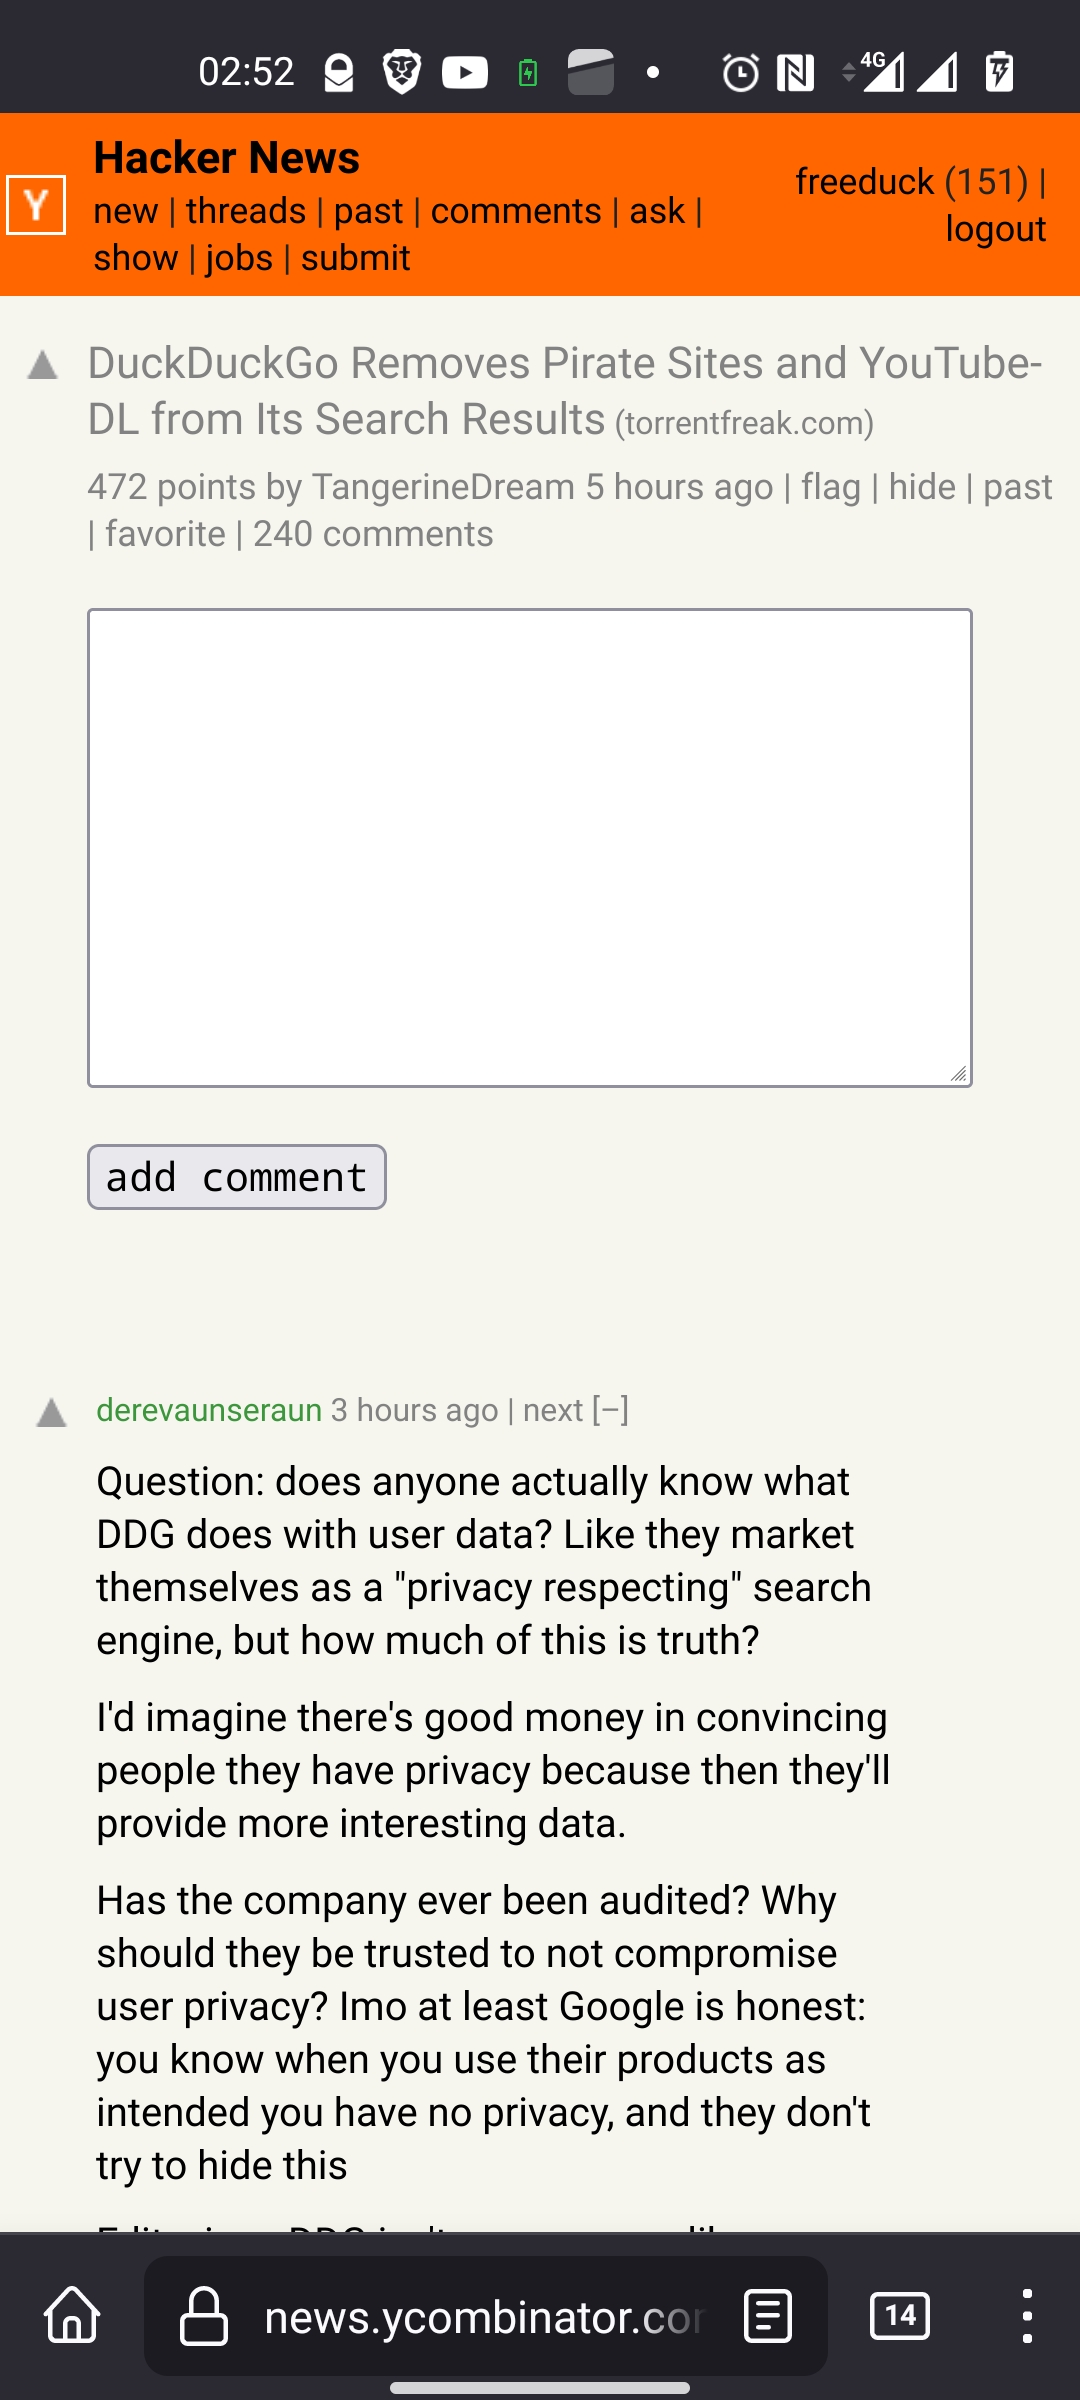 02:52
4G
Y
Hacker News
new | threads | past | comments | ask |
show | jobs | submit
freeduck (151) |
logout
DuckDuckGo Removes Pirate Sites and YouTube-
DL from Its Search Results (torrentfreak.com)
472 points by TangerineDream 5 hours ago | flag | hide | past
| favorite | 240 comments
add comment
derevaunseraun 3 hours ago | next [–]
Question: does anyone actually know what
DDG does with user data? Like they market
themselves as a "privacy respecting" search
engine, but how much of this is truth?
I'd imagine there's good money in convincing
people they have privacy because then they'll
provide more interesting data.
Has the company ever been audited? Why
should they be trusted to not compromise
user privacy? Imo at least Google is honest:
you know when you use their products as
intended you have no privacy, and they don't
try to hide this
news.ycombinator.cor
14